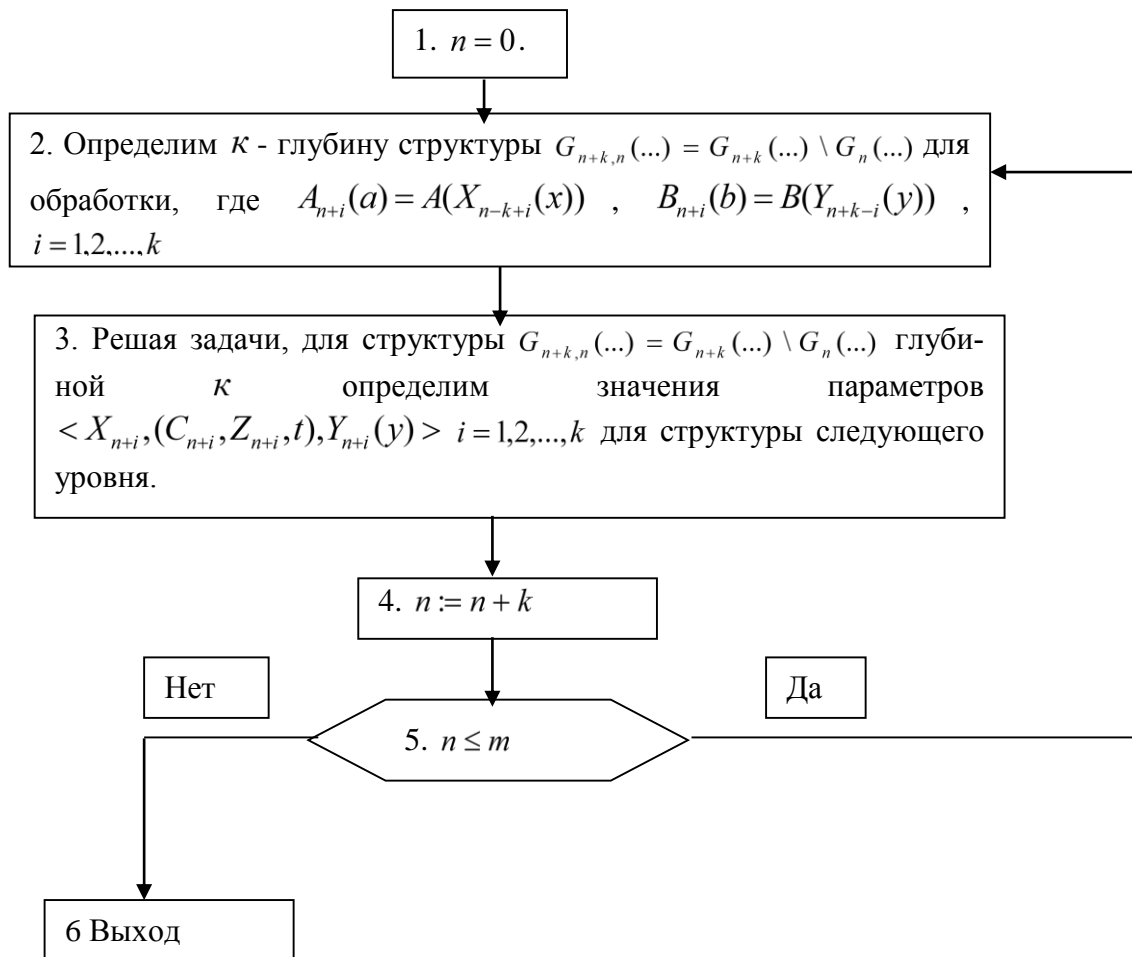 1. n = 0.
2. Определим к - глубину структуры G_{n+k,n}(...) = G_{n+k}(...) \ G_n(...) для
обработки, где A_{n+i}(a) = A(X_{n-k+i}(x)) , B_{n+i}(b) = B(Y_{n+k-i}(y)) ,
i = 1,2,...,k
3. Решая задачи, для структуры G_{n+k,n}(...) = G_{n+k}(...) \ G_n(...) глуби-
ной к определим значения параметров
< X_{n+i}, (C_{n+i}, Z_{n+i}, t), Y_{n+i}(y) > i = 1,2,...,k для структуры следующего
уровня.
4. n := n + k
Нет
Да
5. n ≤ m
6 Выход